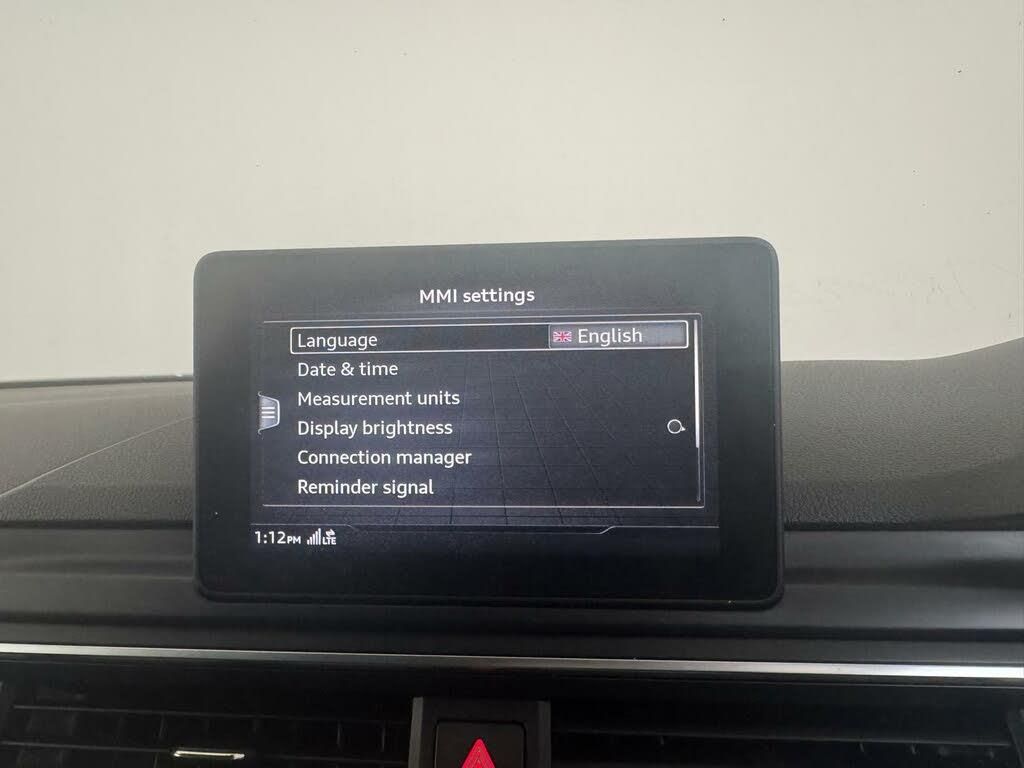 MMI settings
Language English
Date & time
Measurement units
Display brightness
Connection manager
Reminder signal
1:12PM LTE